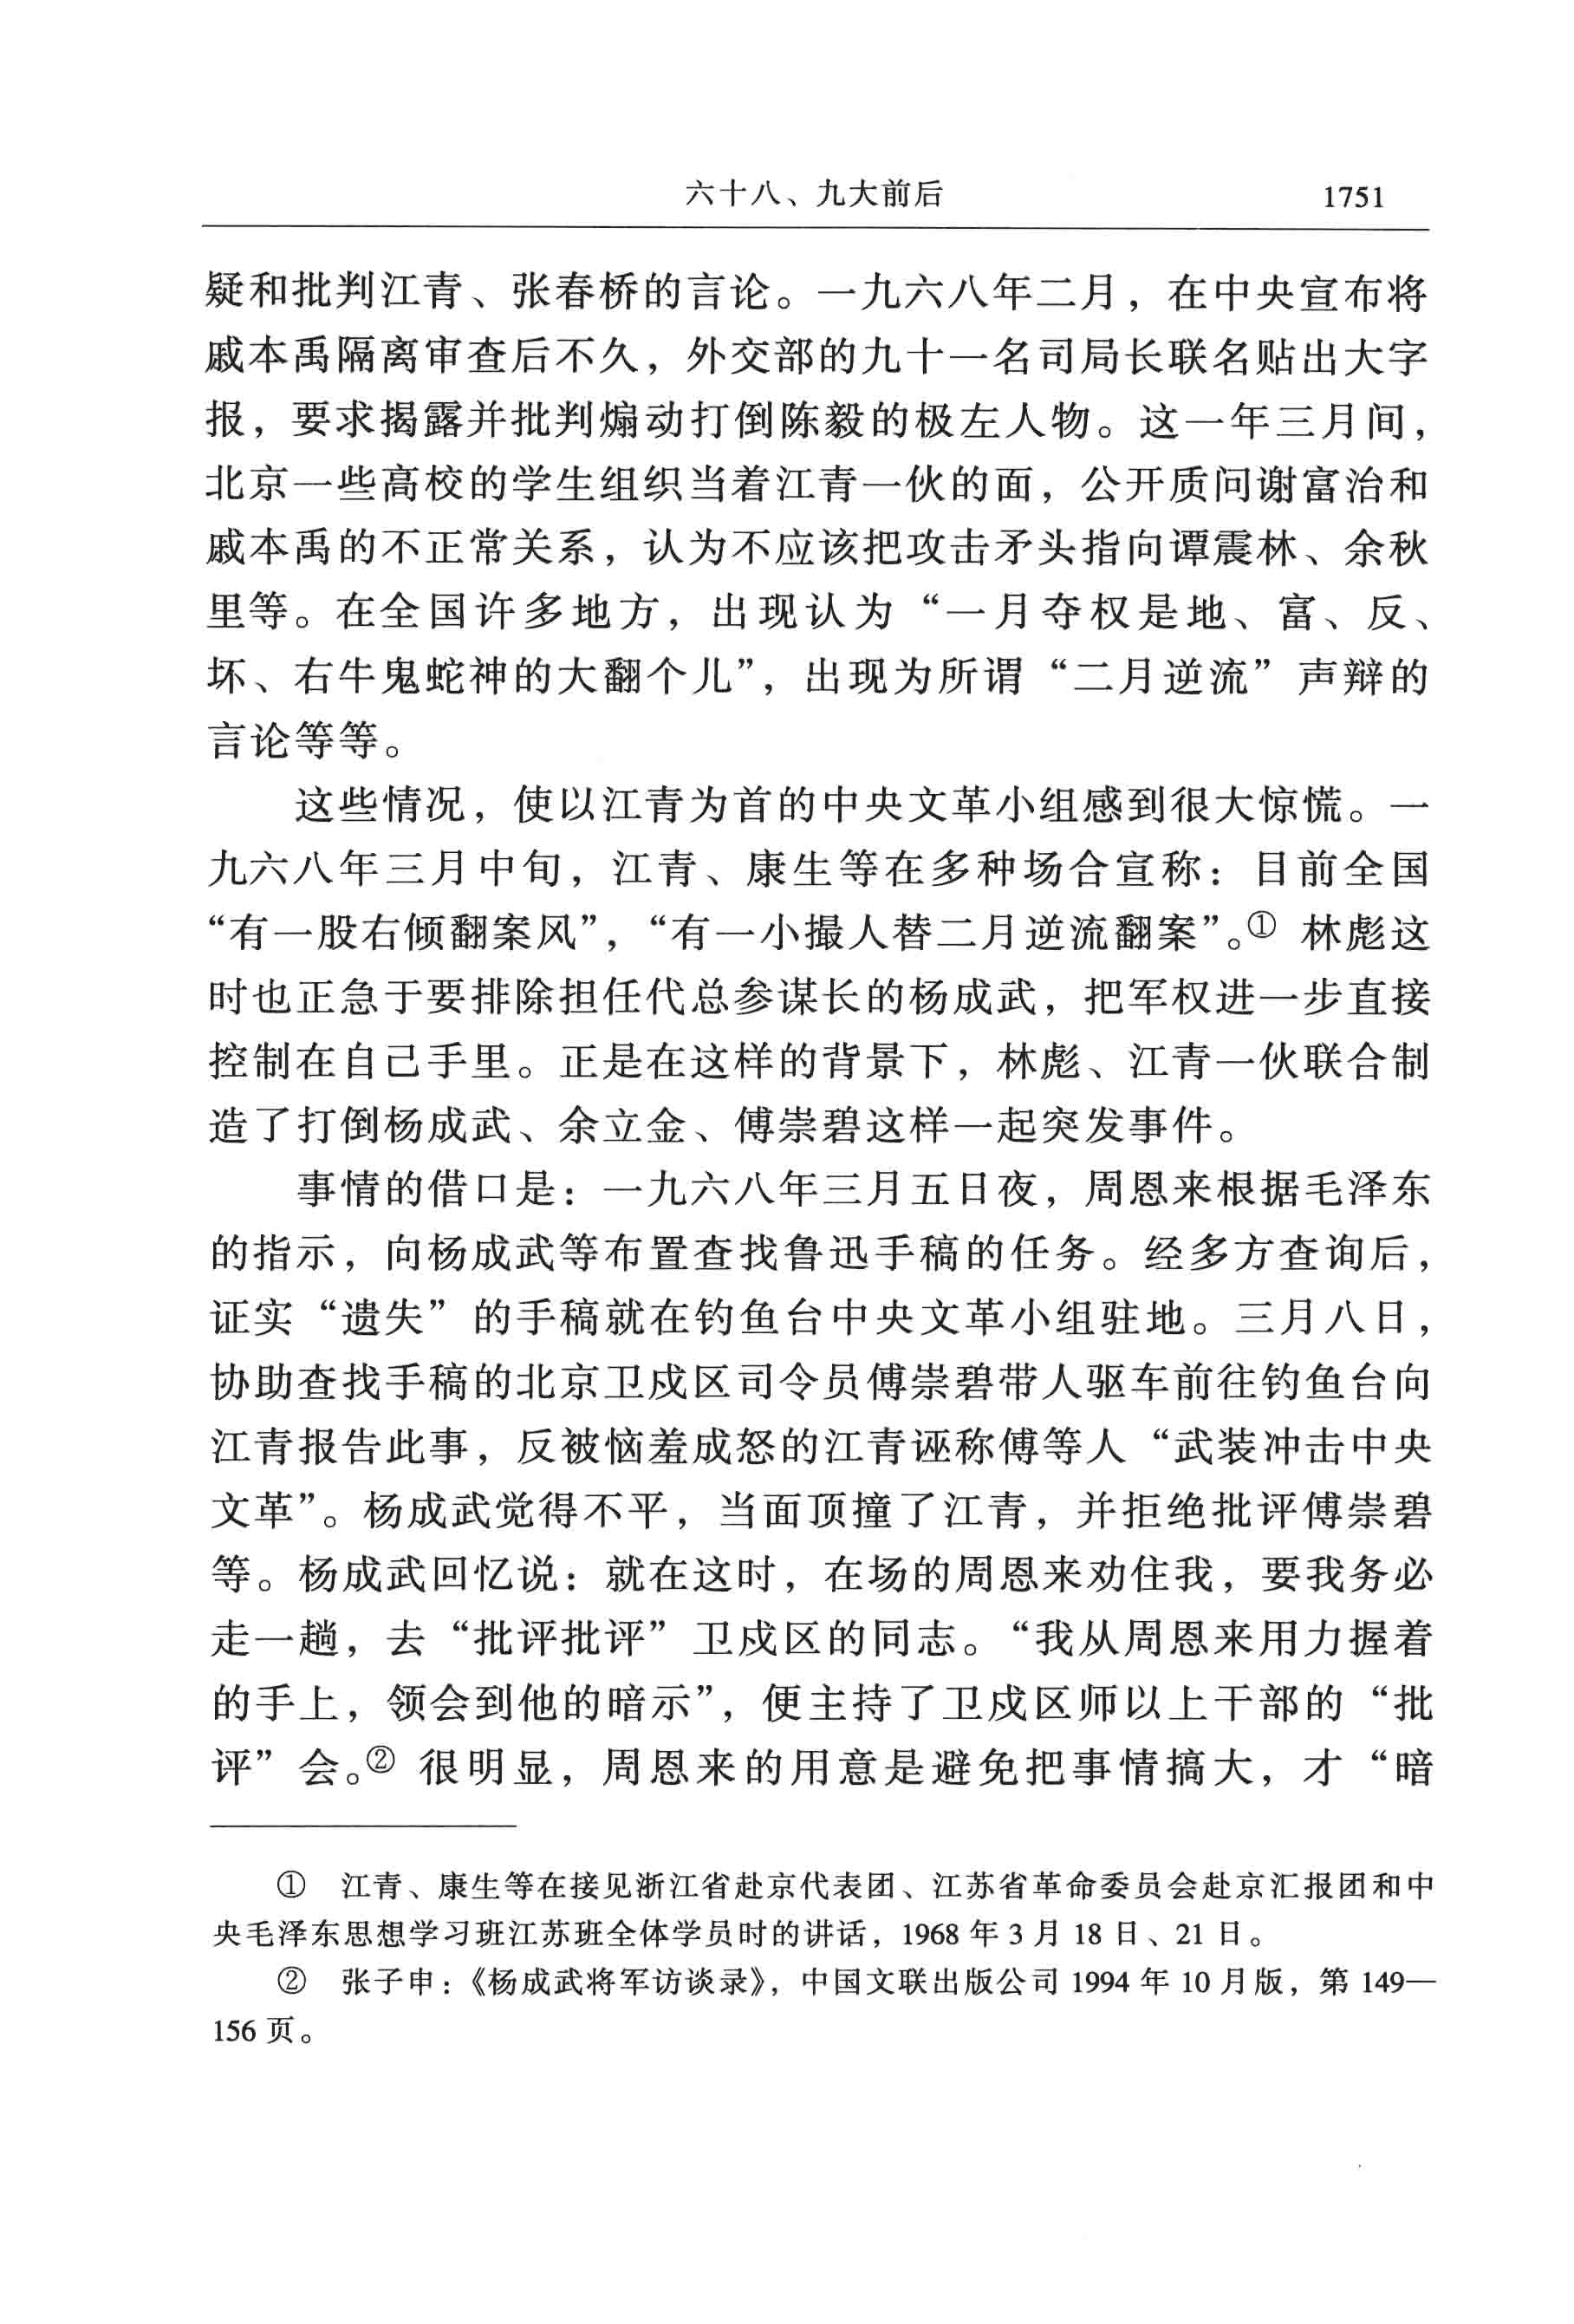 六十八、九大前后 1751
疑和批判江青、张春桥的言论。一九六八年二月，在中央宣布将
戚本禹隔离审查后不久，外交部的九十一名司局长联名贴出大字
报，要求揭露并批判煽动打倒陈毅的极左人物。这一年三月间，
北京一些高校的学生组织当着江青一伙的面，公开质问谢富治和
戚本禹的不正常关系，认为不应该把攻击矛头指向谭震林、余秋
里等。在全国许多地方，出现认为“一月夺权是地、富、反、
坏、右牛鬼蛇神的大翻个儿”，出现为所谓“二月逆流”声辩的
言论等等。
这些情况，使以江青为首的中央文革小组感到很大惊慌。一
九六八年三月中旬，江青、康生等在多种场合宣称：目前全国
“有一股右倾翻案风”，“有一小撮人替二月逆流翻案”。① 林彪这
时也正急于要排除担任代总参谋长的杨成武，把军权进一步直接
控制在自己手里。正是在这样的背景下，林彪、江青一伙联合制
造了打倒杨成武、余立金、傅崇碧这样一起突发事件。
事情的借口是：一九六八年三月五日夜，周恩来根据毛泽东
的指示，向杨成武等布置查找鲁迅手稿的任务。经多方查询后，
证实“遗失”的手稿就在钓鱼台中央文革小组驻地。三月八日，
协助查找手稿的北京卫戍区司令员傅崇碧带人驱车前往钓鱼台向
江青报告此事，反被恼羞成怒的江青诬称傅等人“武装冲击中央
文革”。杨成武觉得不平，当面顶撞了江青，并拒绝批评傅崇碧
等。杨成武回忆说：就在这时，在场的周恩来劝住我，要我务必
走一趟，去“批评批评”卫戍区的同志。“我从周恩来用力握着
的手上，领会到他的暗示”，便主持了卫戍区师以上干部的“批
评”会。② 很明显，周恩来的用意是避免把事情搞大，才“暗
① 江青、康生等在接见浙江省赴京代表团、江苏省革命委员会赴京汇报团和中
央毛泽东思想学习班江苏班全体学员时的讲话，1968 年 3 月 18 日、21 日。
② 张子申：《杨成武将军访谈录》，中国文联出版公司 1994 年 10 月版，第 149—
156 页。